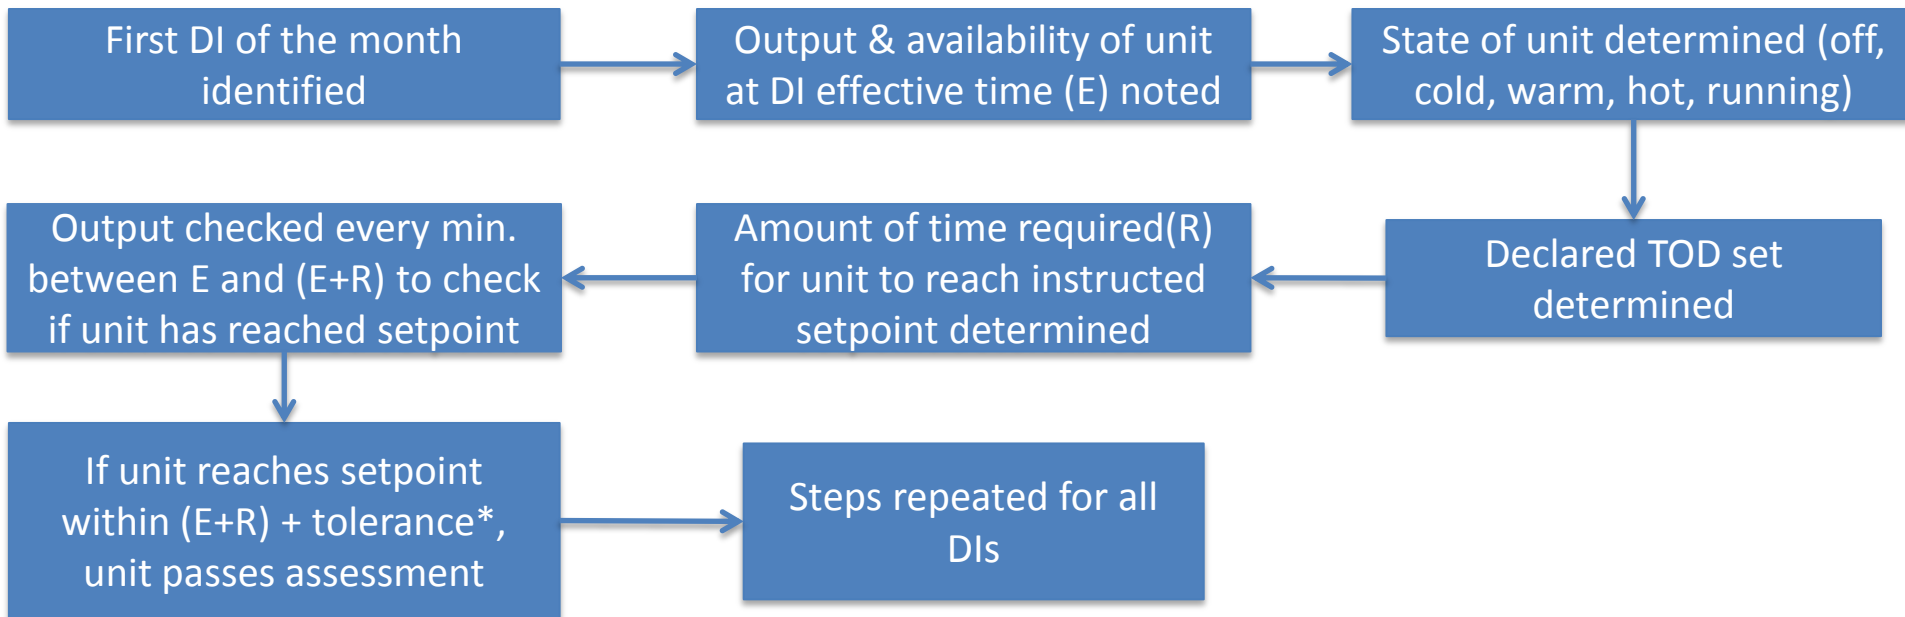 First DI of the month
identified
Output & availability of unit
at DI effective time (E) noted
State of unit determined (off,
cold, warm, hot, running)
Declared TOD set
determined
Amount of time required(R)
for unit to reach instructed
setpoint determined
Output checked every min.
between E and (E+R) to check
if unit has reached setpoint
If unit reaches setpoint
within (E+R) + tolerance*,
unit passes assessment
Steps repeated for all
DIs